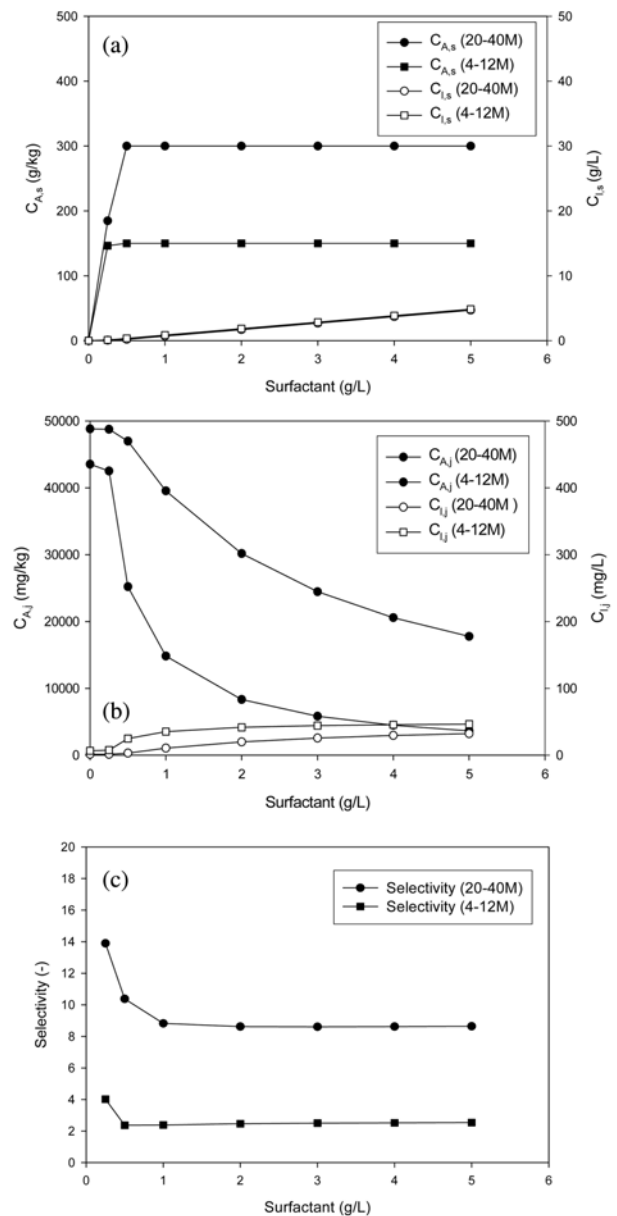 (a)
C_A,s (20-40M)
C_A,s (4-12M)
C_I,s (20-40M)
C_I,s (4-12M)
500
400
300
200
100
0
C_A,s (g/kg)
50
40
30
20
10
0
C_I,s (g/L)
0 1 2 3 4 5 6
Surfactant (g/L)
C_A,j (20-40M)
C_A,j (4-12M)
C_I,j (20-40M )
C_I,j (4-12M)
50000
40000
30000
20000
10000
0
C_A,j (mg/kg)
500
400
300
200
100
0
C_I,j (mg/L)
(b)
0 1 2 3 4 5 6
Surfactant (g/L)
(c)
Selectivity (20-40M)
Selectivity (4-12M)
20
18
16
14
12
10
8
6
4
2
0
Selectivity (-)
0 1 2 3 4 5 6
Surfactant (g/L)